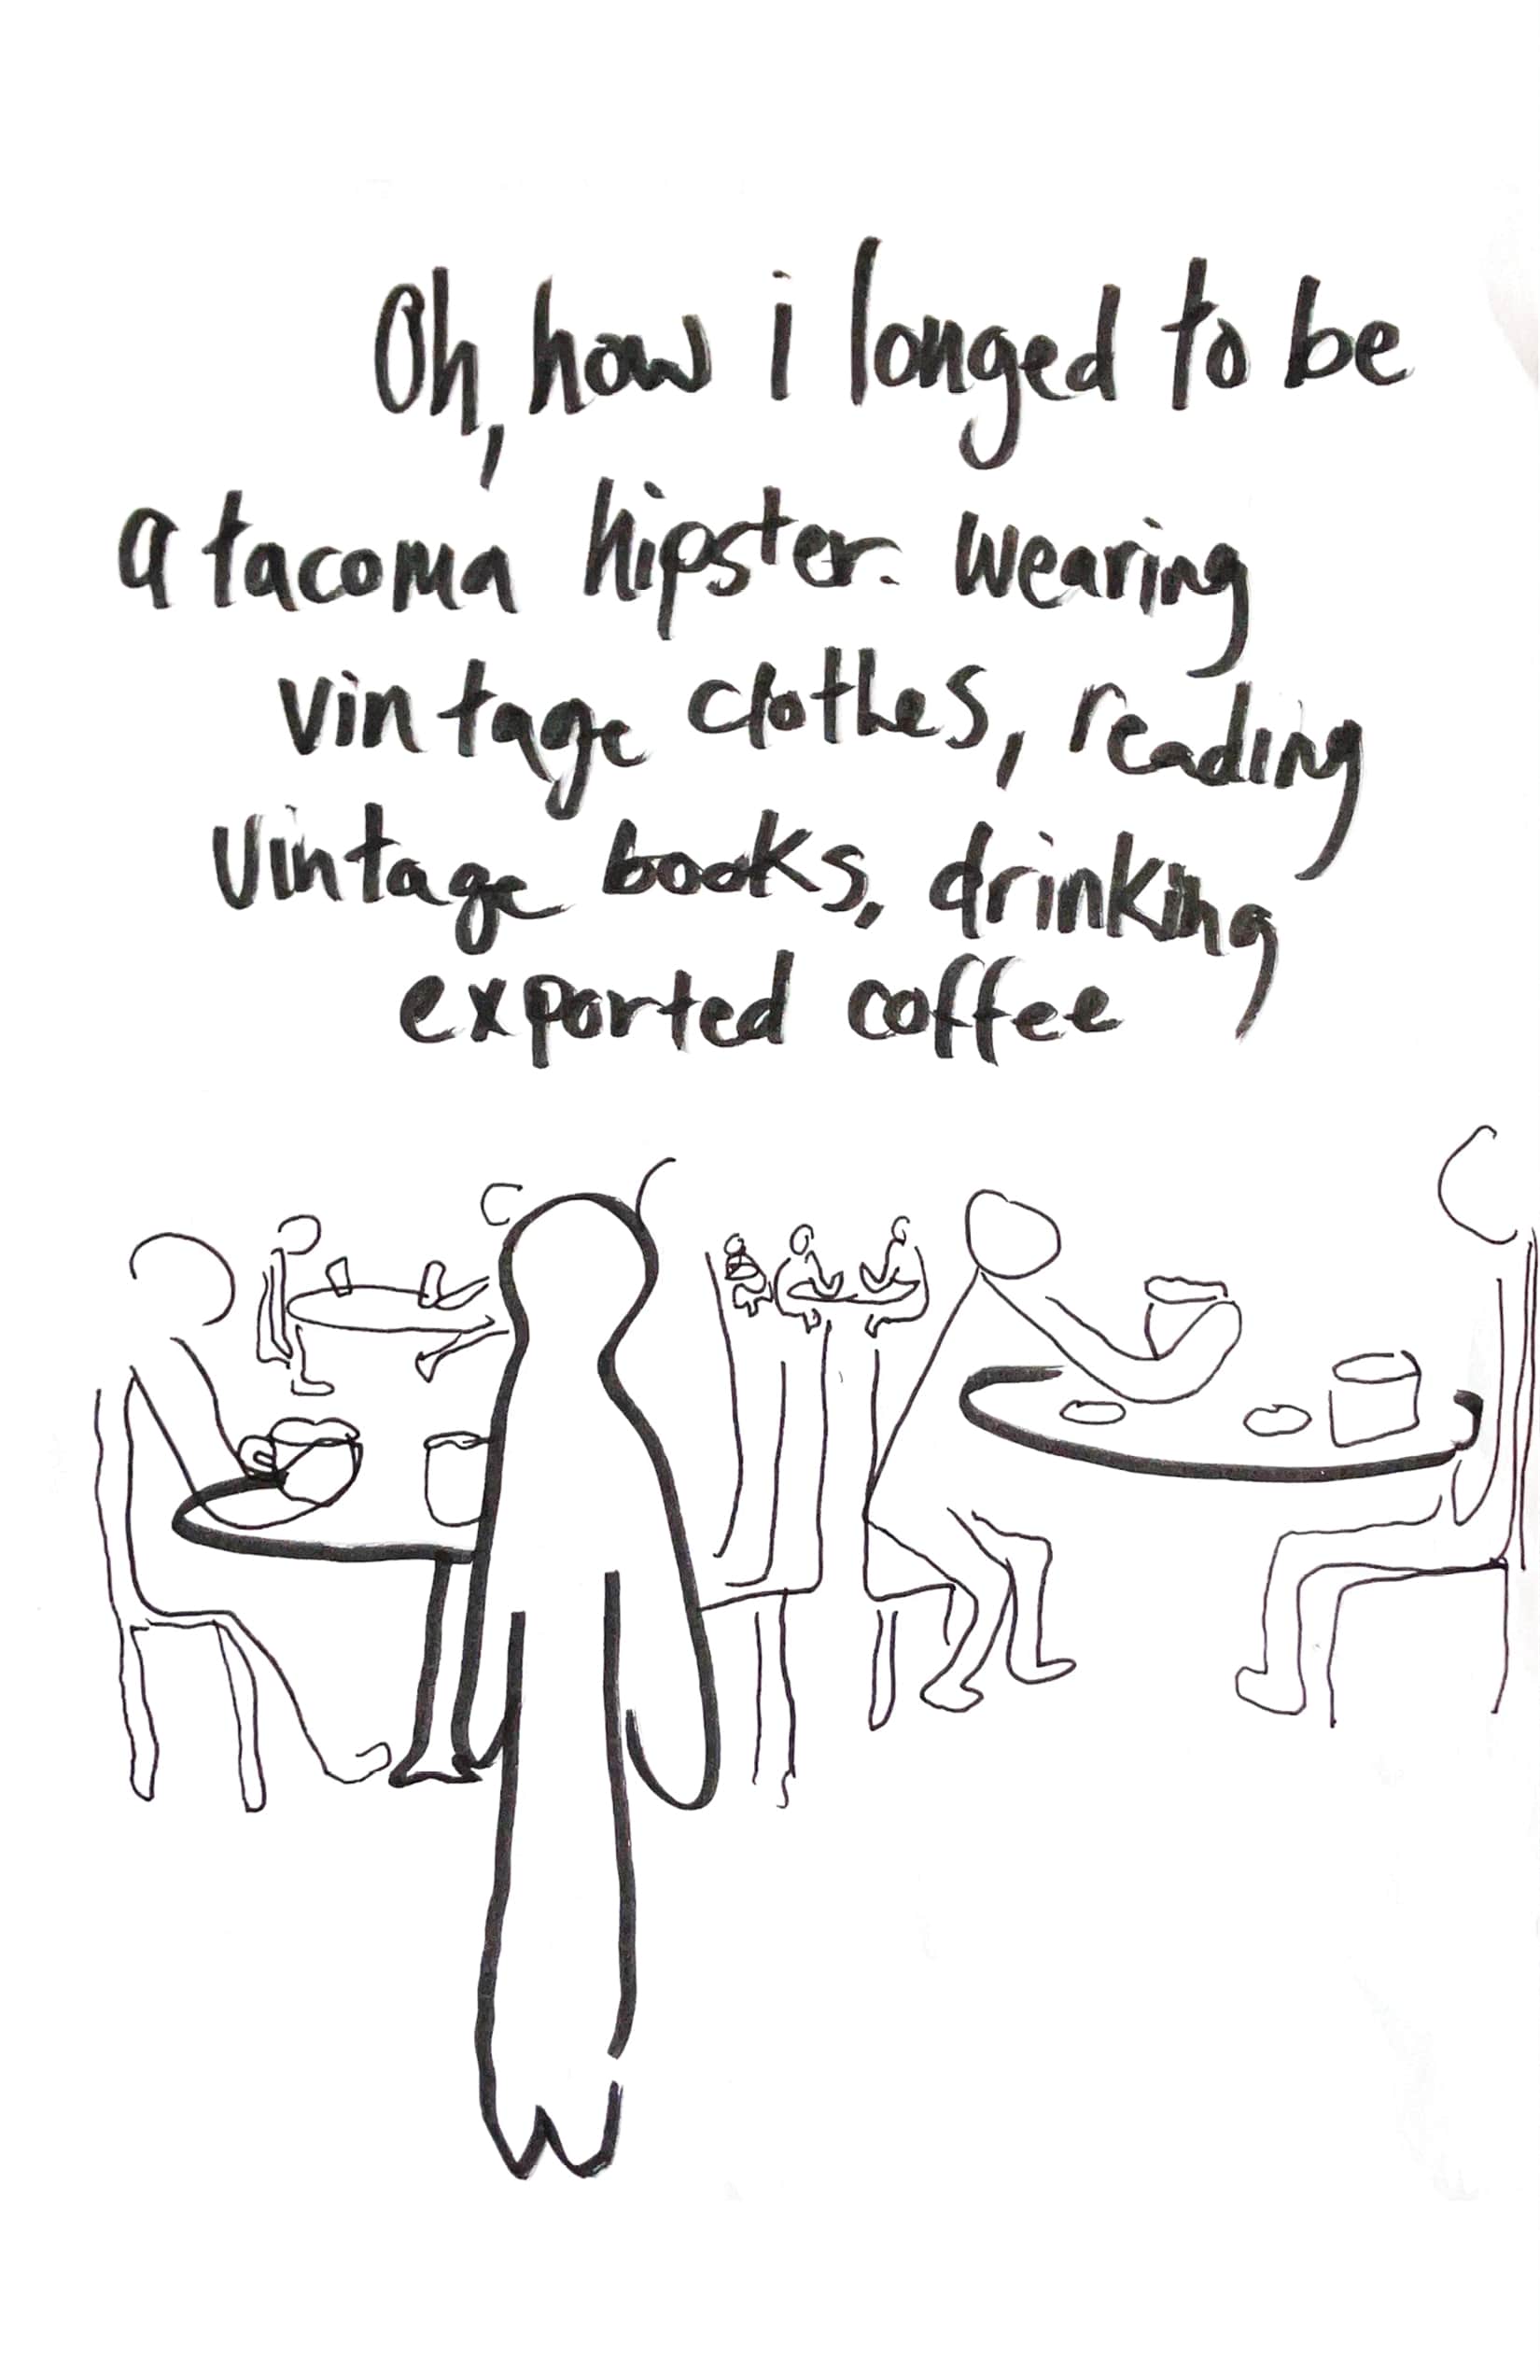 Oh, how i longed to be
a tacoma hipster. wearing
vintage clothes, reading
vintage books, drinking
exported coffee